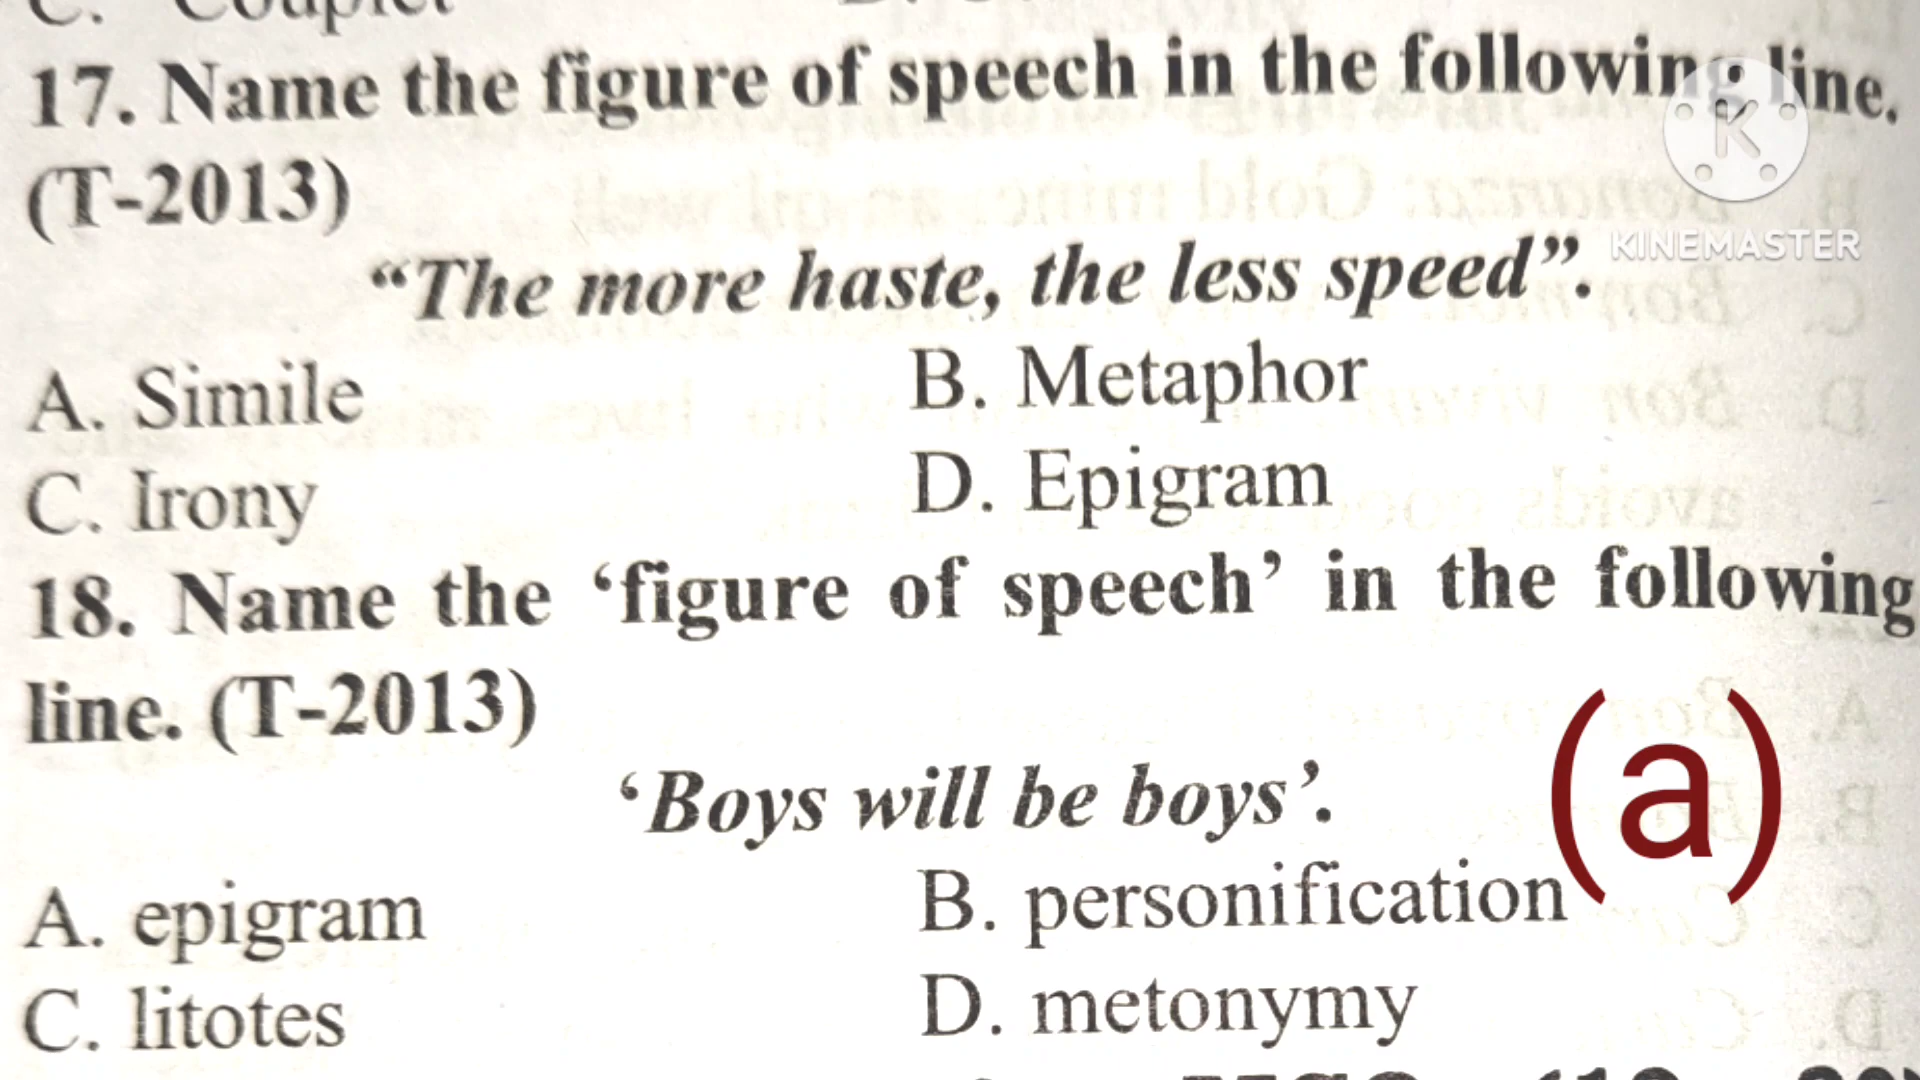 17. Name the figure of speech in the following line.
(T-2013)
KINEMASTER
“The more haste, the less speed”.
A. Simile B. Metaphor
C. Irony D. Epigram
18. Name the ‘figure of speech’ in the following
line. (T-2013)
(a)
‘Boys will be boys’.
A. epigram B. personification
C. litotes D. metonymy